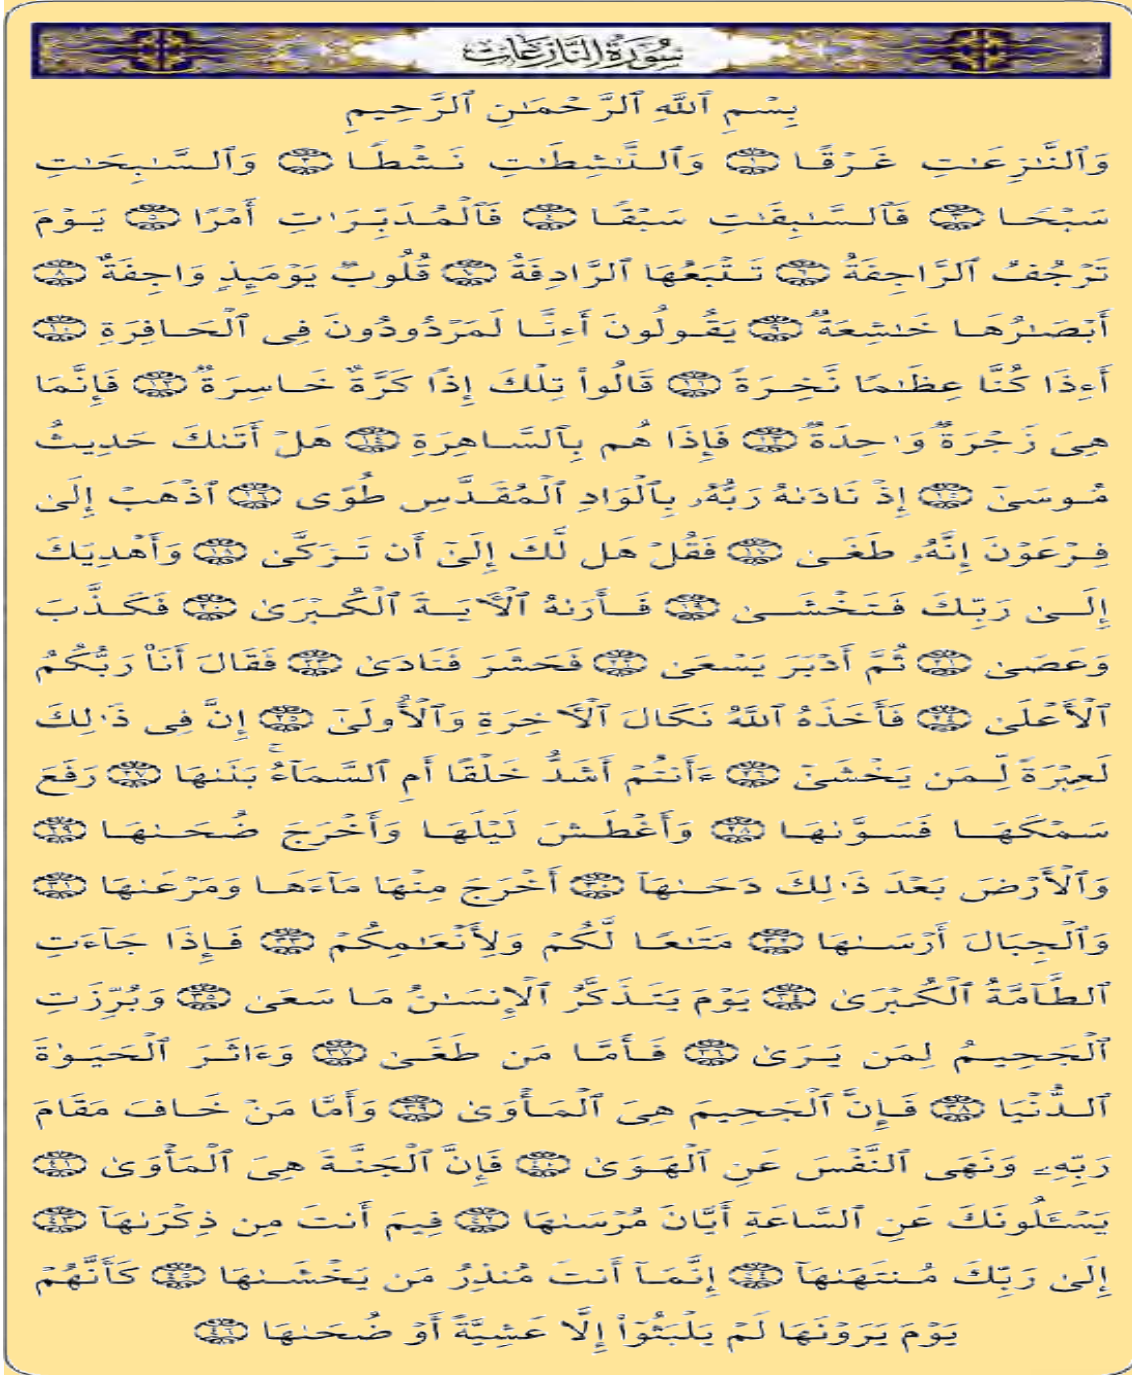 سُورَةُ النَّازِعَاتِ
بِسْمِ ٱللَّهِ ٱلرَّحْمَٰنِ ٱلرَّحِيمِ
وَٱلنَّٰزِعَٰتِ غَرْقًا ١ وَٱلنَّٰشِطَٰتِ نَشْطًا ٢ وَٱلسَّٰبِحَٰتِ
سَبْحًا ٣ فَٱلسَّٰبِقَٰتِ سَبْقًا ٤ فَٱلْمُدَبِّرَٰتِ أَمْرًا ٥ يَوْمَ
تَرْجُفُ ٱلرَّاجِفَةُ ٦ تَتْبَعُهَا ٱلرَّادِفَةُ ٧ قُلُوبٌ يَوْمَئِذٍ وَاجِفَةٌ ٨
أَبْصَٰرُهَا خَٰشِعَةٌ ٩ يَقُولُونَ أَءِنَّا لَمَرْدُودُونَ فِى ٱلْحَافِرَةِ ١٠
أَءِذَا كُنَّا عِظَٰمًا نَّخِرَةً ١١ قَالُوا۟ تِلْكَ إِذًا كَرَّةٌ خَاسِرَةٌ ١٢ فَإِنَّمَا
هِىَ زَجْرَةٌ وَٰحِدَةٌ ١٣ فَإِذَا هُم بِٱلسَّاهِرَةِ ١٤ هَلْ أَتَىٰكَ حَدِيثُ
مُوسَىٰٓ ١٥ إِذْ نَادَىٰهُ رَبُّهُۥ بِٱلْوَادِ ٱلْمُقَدَّسِ طُوًى ١٦ ٱذْهَبْ إِلَىٰ
فِرْعَوْنَ إِنَّهُۥ طَغَىٰ ١٧ فَقُلْ هَل لَّكَ إِلَىٰٓ أَن تَزَكَّىٰ ١٨ وَأَهْدِيَكَ
إِلَىٰ رَبِّكَ فَتَخْشَىٰ ١٩ فَأَرَىٰهُ ٱلْءَايَةَ ٱلْكُبْرَىٰ ٢٠ فَكَذَّبَ
وَعَصَىٰ ٢١ ثُمَّ أَدْبَرَ يَسْعَىٰ ٢٢ فَحَشَرَ فَنَادَىٰ ٢٣ فَقَالَ أَنَا۠ رَبُّكُمُ
ٱلْأَعْلَىٰ ٢٤ فَأَخَذَهُ ٱللَّهُ نَكَالَ ٱلْءَاخِرَةِ وَٱلْأُولَىٰٓ ٢٥ إِنَّ فِى ذَٰلِكَ
لَعِبْرَةً لِّمَن يَخْشَىٰٓ ٢٦ ءَأَنتُمْ أَشَدُّ خَلْقًا أَمِ ٱلسَّمَآءُ ۚ بَنَىٰهَا ٢٧ رَفَعَ
سَمْكَهَا فَسَوَّىٰهَا ٢٨ وَأَغْطَشَ لَيْلَهَا وَأَخْرَجَ ضُحَىٰهَا ٢٩
وَٱلْأَرْضَ بَعْدَ ذَٰلِكَ دَحَىٰهَآ ٣٠ أَخْرَجَ مِنْهَا مَآءَهَا وَمَرْعَىٰهَا ٣١
وَٱلْجِبَالَ أَرْسَىٰهَا ٣٢ مَتَٰعًا لَّكُمْ وَلِأَنْعَٰمِكُمْ ٣٣ فَإِذَا جَآءَتِ
ٱلطَّآمَّةُ ٱلْكُبْرَىٰ ٣٤ يَوْمَ يَتَذَكَّرُ ٱلْإِنسَٰنُ مَا سَعَىٰ ٣٥ وَبُرِّزَتِ
ٱلْجَحِيمُ لِمَن يَرَىٰ ٣٦ فَأَمَّا مَن طَغَىٰ ٣٧ وَءَاثَرَ ٱلْحَيَوٰةَ
ٱلدُّنْيَا ٣٨ فَإِنَّ ٱلْجَحِيمَ هِىَ ٱلْمَأْوَىٰ ٣٩ وَأَمَّا مَنْ خَافَ مَقَامَ
رَبِّهِۦ وَنَهَى ٱلنَّفْسَ عَنِ ٱلْهَوَىٰ ٤٠ فَإِنَّ ٱلْجَنَّةَ هِىَ ٱلْمَأْوَىٰ ٤١
يَسْـَٔلُونَكَ عَنِ ٱلسَّاعَةِ أَيَّانَ مُرْسَىٰهَا ٤٢ فِيمَ أَنتَ مِن ذِكْرَىٰهَآ ٤٣
إِلَىٰ رَبِّكَ مُنتَهَىٰهَآ ٤٤ إِنَّمَآ أَنتَ مُنذِرُ مَن يَخْشَىٰهَا ٤٥ كَأَنَّهُمْ
يَوْمَ يَرَوْنَهَا لَمْ يَلْبَثُوٓا۟ إِلَّا عَشِيَّةً أَوْ ضُحَىٰهَا ٤٦